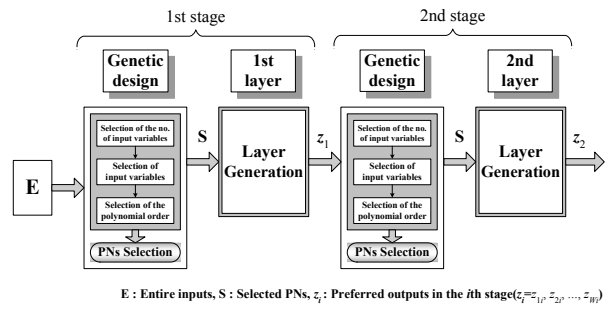 1st stage
2nd stage
Genetic
design
1st
layer
Genetic
design
2nd
layer
E
Selection of the no.
of input variables
Selection of
input variables
Selection of
the polynomial order
PNs Selection
S
Layer
Generation
z1
Selection of the no.
of input variables
Selection of
input variables
Selection of
the polynomial order
PNs Selection
S
Layer
Generation
z2
E : Entire inputs, S : Selected PNs, zi : Preferred outputs in the ith stage(zi=z1i, z2i, ..., zWi)